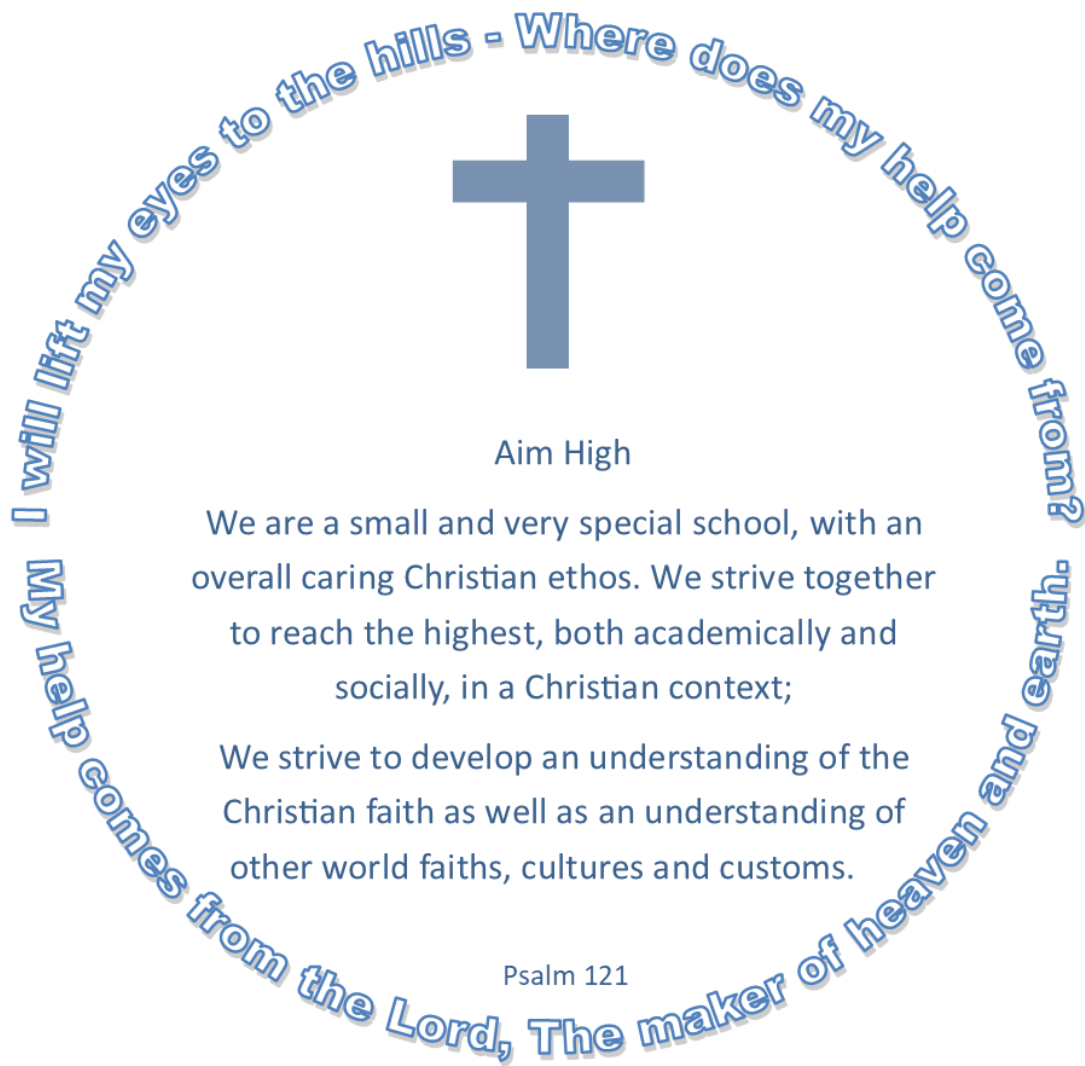 I will lift my eyes to the hills - Where does my help come from?
Aim High
We are a small and very special school, with an
overall caring Christian ethos. We strive together
to reach the highest, both academically and
socially, in a Christian context;
We strive to develop an understanding of the
Christian faith as well as an understanding of
other world faiths, cultures and customs.
Psalm 121
My help comes from the Lord, The maker of heaven and earth.